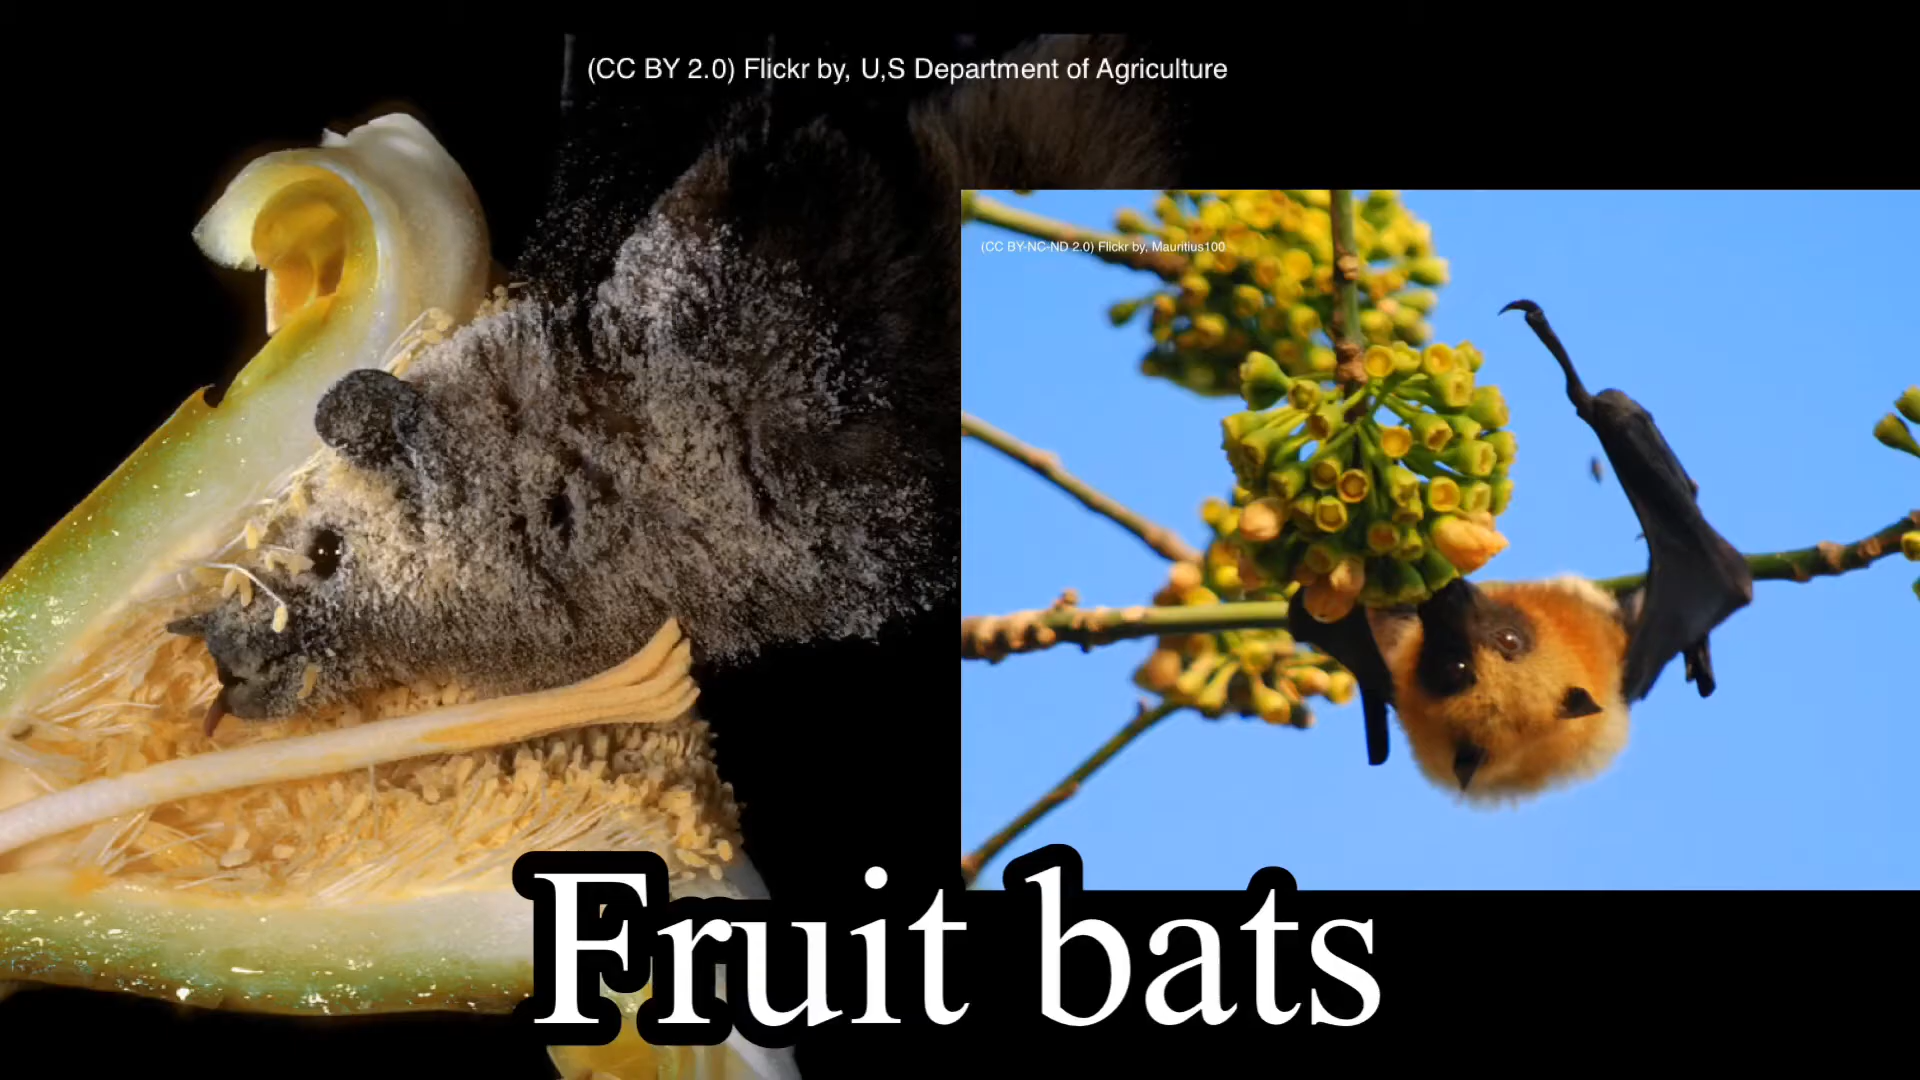 (CC BY 2.0) Flickr by, U,S Department of Agriculture
(CC BY-NC-ND 2.0) Flickr by, Mauritius100
Fruit bats